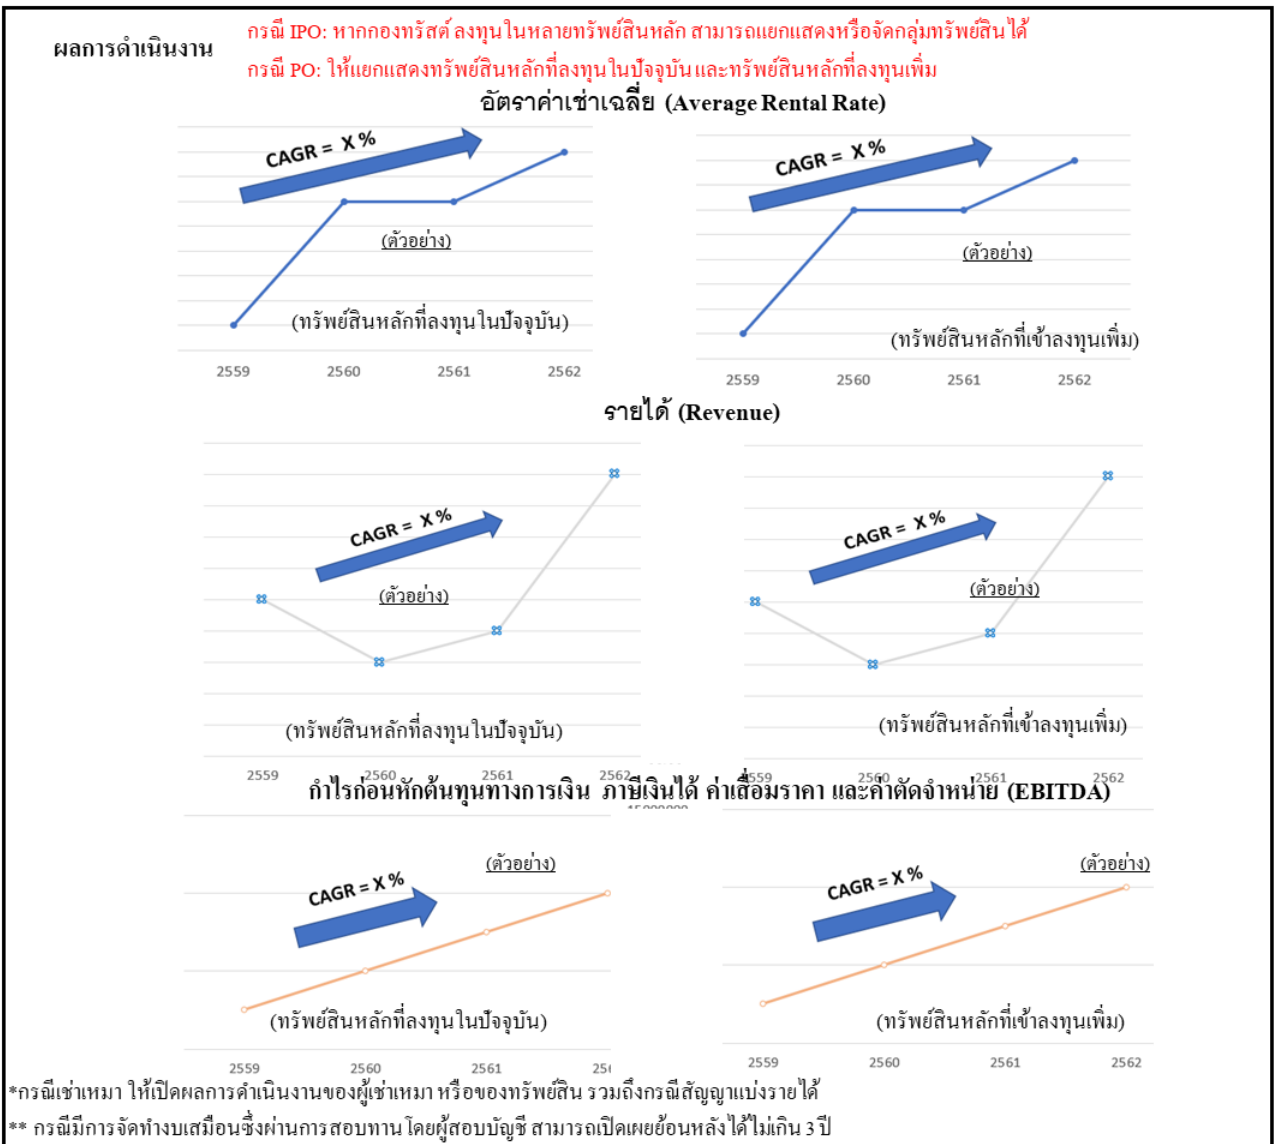 ผลการดำเนินงาน
กรณี IPO: หากกองทรัสต์ ลงทุนในหลายทรัพย์สินหลัก สามารถแยกแสดงหรือจัดกลุ่มทรัพย์สินได้
กรณี PO: ให้แยกแสดงทรัพย์สินหลักที่ลงทุนในปัจจุบัน และทรัพย์สินหลักที่ลงทุนเพิ่ม
อัตราค่าเช่าเฉลี่ย (Average Rental Rate)
CAGR = X %
(ตัวอย่าง)
(ทรัพย์สินหลักที่ลงทุนในปัจจุบัน)
2559 2560 2561 2562
CAGR = X %
(ตัวอย่าง)
(ทรัพย์สินหลักที่เข้าลงทุนเพิ่ม)
2559 2560 2561 2562
รายได้ (Revenue)
CAGR = X %
(ตัวอย่าง)
(ทรัพย์สินหลักที่ลงทุนในปัจจุบัน)
2559 2560 2561 2562
CAGR = X %
(ตัวอย่าง)
(ทรัพย์สินหลักที่เข้าลงทุนเพิ่ม)
59 2560 2561 2562
กำไรก่อนหักต้นทุนทางการเงิน ภาษีเงินได้ ค่าเสื่อมราคา และค่าตัดจำหน่าย (EBITDA)
CAGR = X %
(ตัวอย่าง)
(ทรัพย์สินหลักที่ลงทุนในปัจจุบัน)
2559 2560 2561
CAGR = X %
(ตัวอย่าง)
(ทรัพย์สินหลักที่เข้าลงทุนเพิ่ม)
2559 2560 2561 2562
*กรณีเช่าเหมา ให้เปิดผลการดำเนินงานของผู้เช่าเหมา หรือของทรัพย์สิน รวมถึงกรณีสัญญาแบ่งรายได้
** กรณีมีการจัดทำงบเสมือนซึ่งผ่านการสอบทาน โดยผู้สอบบัญชี สามารถเปิดเผยย้อนหลังได้ไม่เกิน 3 ปี